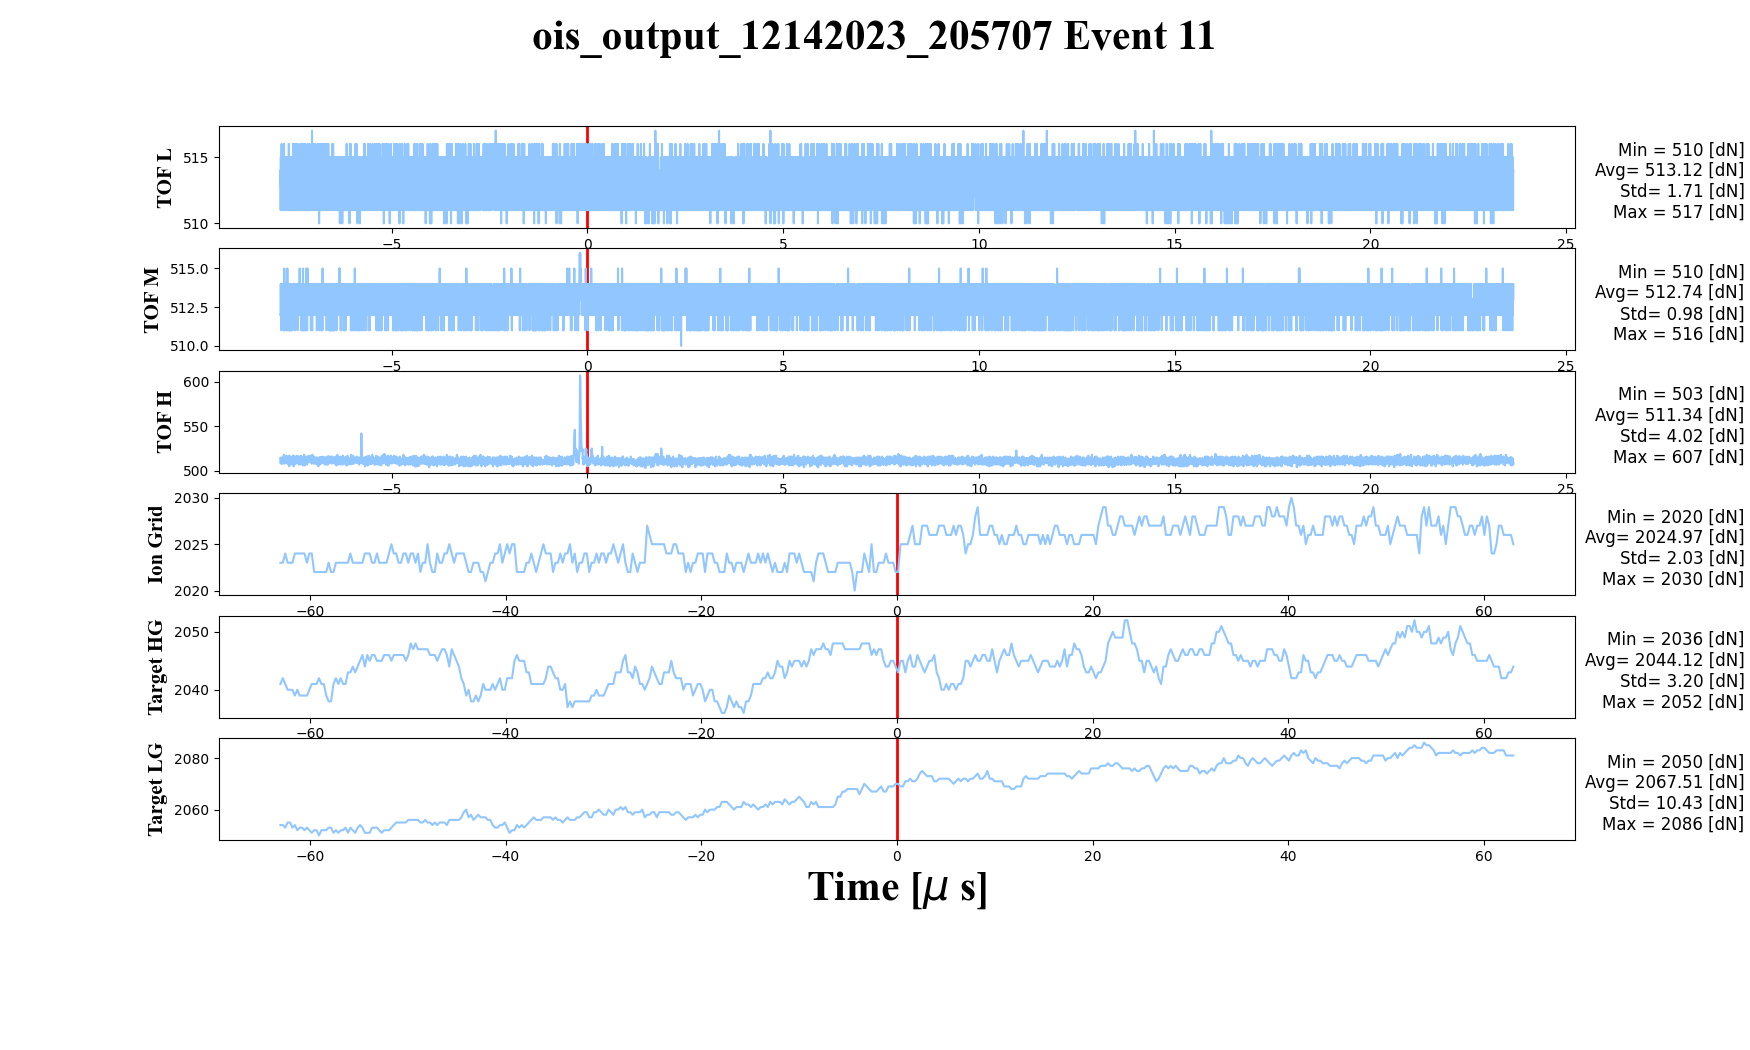 ois_output_12142023_205707 Event 11
TOF L
515
510
−5
0
5
10
15
20
25
Min = 510 [dN]
Avg= 513.12 [dN]
Std= 1.71 [dN]
Max = 517 [dN]
TOF M
515.0
512.5
510.0
−5
0
5
10
15
20
25
Min = 510 [dN]
Avg= 512.74 [dN]
Std= 0.98 [dN]
Max = 516 [dN]
TOF H
600
550
500
−5
0
5
10
15
20
25
Min = 503 [dN]
Avg= 511.34 [dN]
Std= 4.02 [dN]
Max = 607 [dN]
Ion Grid
2030
2025
2020
−60
−40
−20
0
20
40
60
Min = 2020 [dN]
Avg= 2024.97 [dN]
Std= 2.03 [dN]
Max = 2030 [dN]
Target HG
2050
2040
−60
−40
−20
0
20
40
60
Min = 2036 [dN]
Avg= 2044.12 [dN]
Std= 3.20 [dN]
Max = 2052 [dN]
Target LG
2080
2060
−60
−40
−20
0
20
40
60
Min = 2050 [dN]
Avg= 2067.51 [dN]
Std= 10.43 [dN]
Max = 2086 [dN]
Time [μ s]